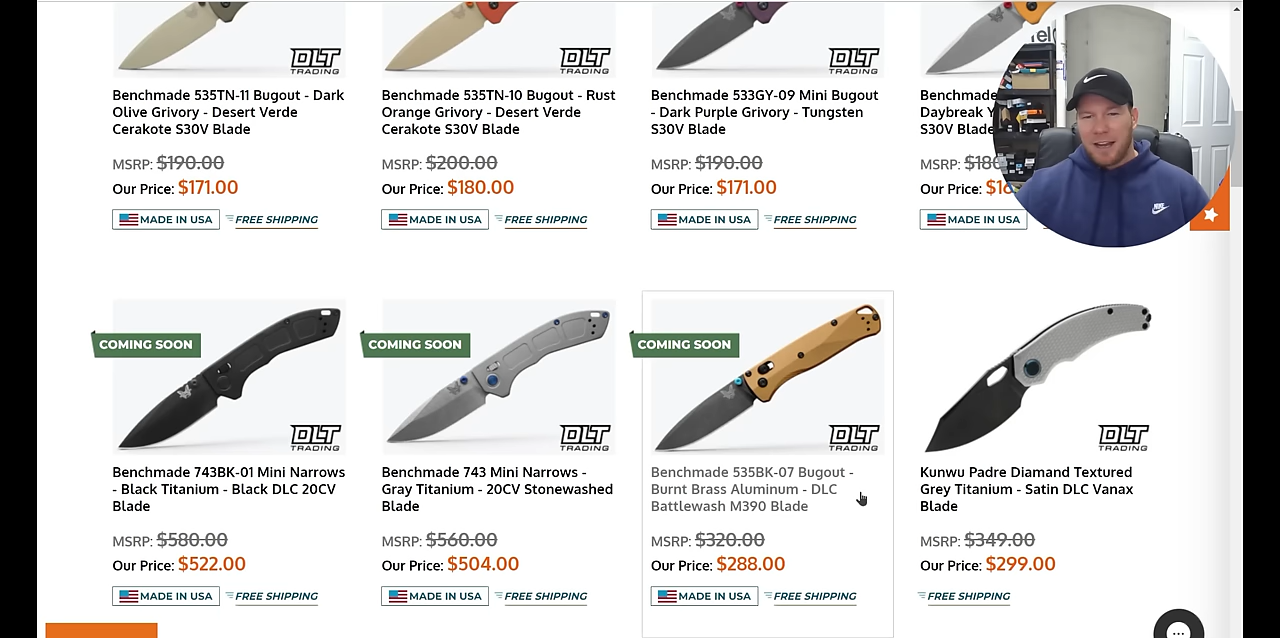 DLT
TRADING
DLT
TRADING
DLT
TRADING
Benchmade 535TN-11 Bugout - Dark
Olive Grivory - Desert Verde
Cerakote S30V Blade
MSRP: $190.00
Our Price: $171.00
MADE IN USA FREE SHIPPING
Benchmade 535TN-10 Bugout - Rust
Orange Grivory - Desert Verde
Cerakote S30V Blade
MSRP: $200.00
Our Price: $180.00
MADE IN USA FREE SHIPPING
Benchmade 533GY-09 Mini Bugout
- Dark Purple Grivory - Tungsten
S30V Blade
MSRP: $190.00
Our Price: $171.00
MADE IN USA FREE SHIPPING
Benchmade
Daybreak
S30V Blade
MSRP:
Our Price:
MADE IN USA
COMING SOON
DLT
TRADING
Benchmade 743BK-01 Mini Narrows
- Black Titanium - Black DLC 20CV
Blade
MSRP: $580.00
Our Price: $522.00
MADE IN USA FREE SHIPPING
COMING SOON
DLT
TRADING
Benchmade 743 Mini Narrows -
Gray Titanium - 20CV Stonewashed
Blade
MSRP: $560.00
Our Price: $504.00
MADE IN USA FREE SHIPPING
COMING SOON
DLT
TRADING
Benchmade 535BK-07 Bugout -
Burnt Brass Aluminum - DLC
Battlewash M390 Blade
MSRP: $320.00
Our Price: $288.00
MADE IN USA FREE SHIPPING
DLT
TRADING
Kunwu Padre Diamand Textured
Grey Titanium - Satin DLC Vanax
Blade
MSRP: $349.00
Our Price: $299.00
FREE SHIPPING